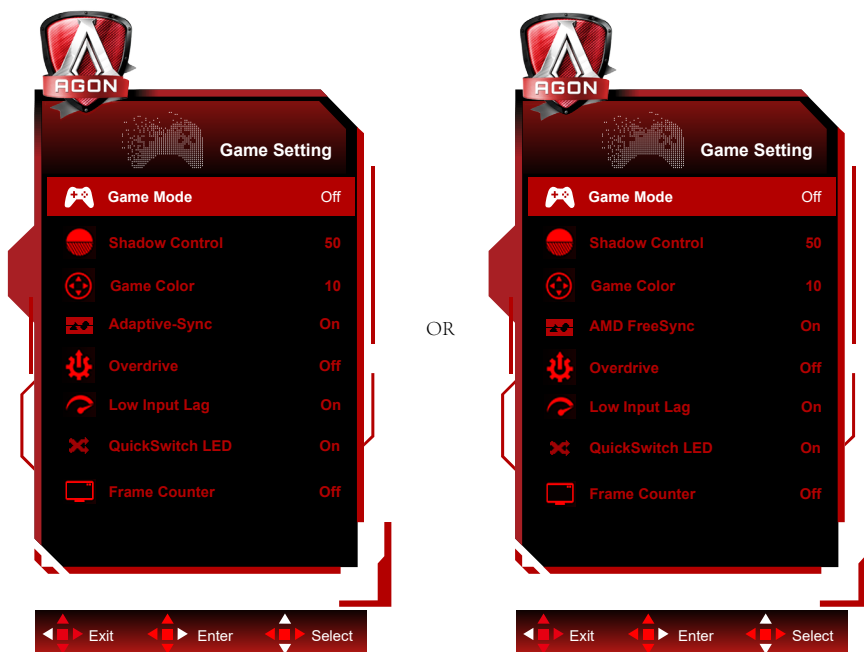 AGON
Game Setting
Game Mode Off
Shadow Control 50
Game Color 10
Adaptive-Sync On
Overdrive Off
Low Input Lag On
QuickSwitch LED On
Frame Counter Off
Exit Enter Select
OR
AGON
Game Setting
Game Mode Off
Shadow Control 50
Game Color 10
AMD FreeSync On
Overdrive Off
Low Input Lag On
QuickSwitch LED On
Frame Counter Off
Exit Enter Select